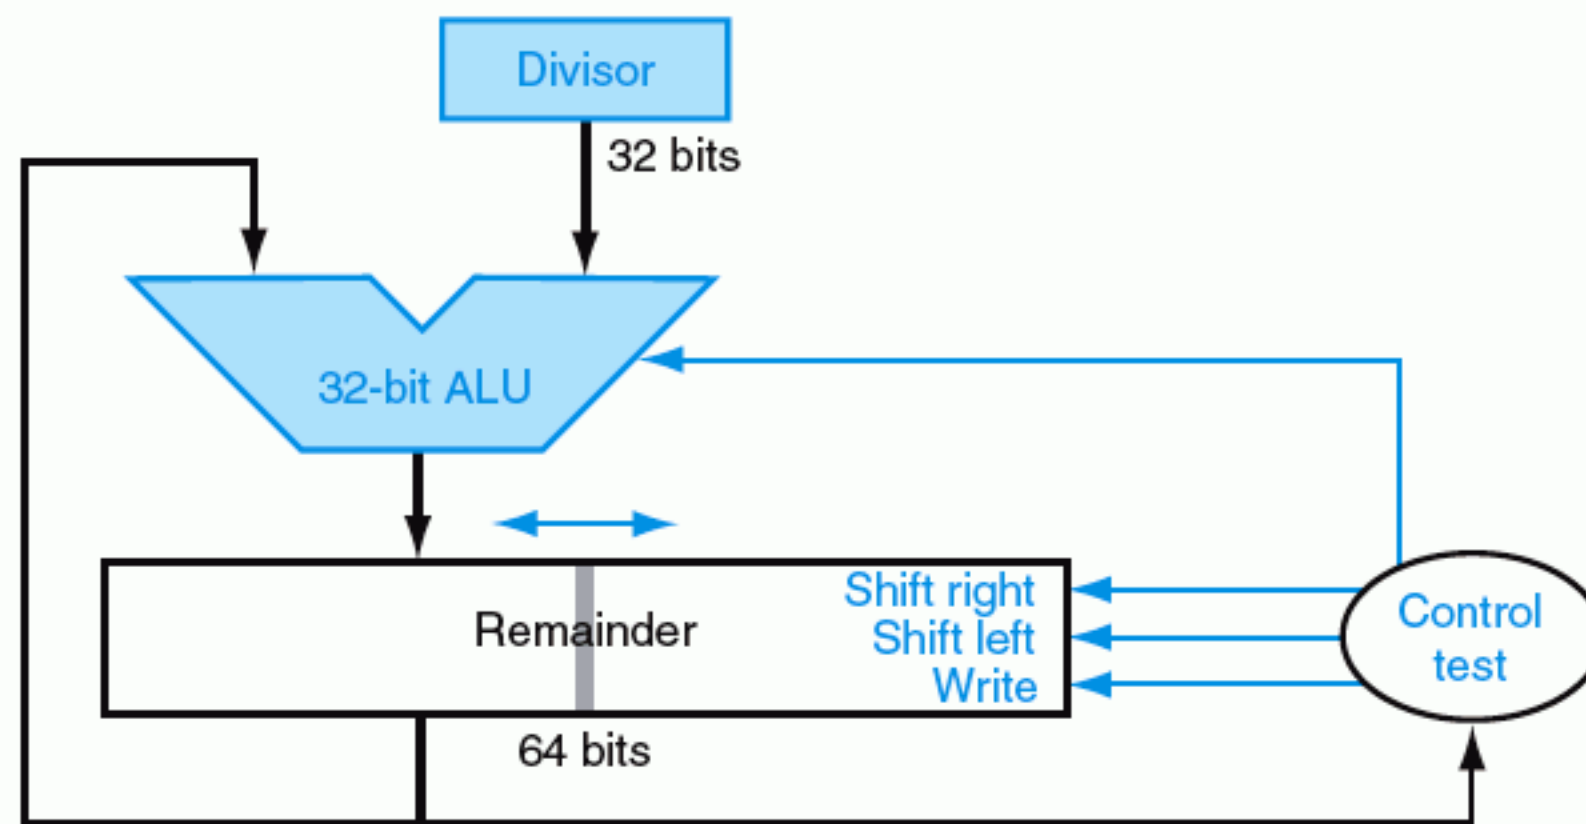 Divisor
32 bits
32-bit ALU
Remainder
Shift right
Shift left
Write
Control
test
64 bits